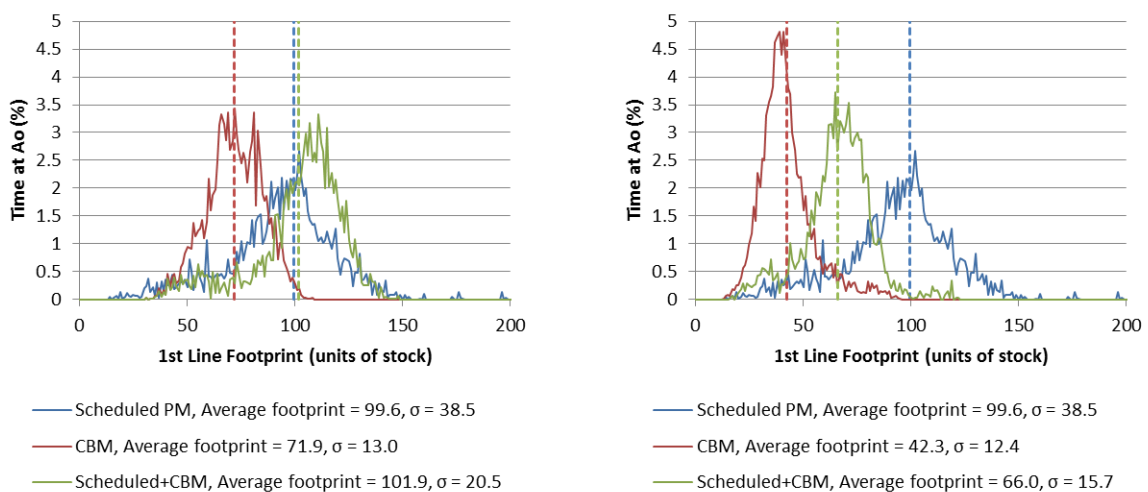 5
4.5
4
3.5
3
2.5
2
1.5
1
0.5
0
Time at Ao (%)
0 50 100 150 200
1st Line Footprint (units of stock)
Scheduled PM, Average footprint = 99.6, σ = 38.5
CBM, Average footprint = 71.9, σ = 13.0
Scheduled+CBM, Average footprint = 101.9, σ = 20.5
5
4.5
4
3.5
3
2.5
2
1.5
1
0.5
0
Time at Ao (%)
0 50 100 150 200
1st Line Footprint (units of stock)
Scheduled PM, Average footprint = 99.6, σ = 38.5
CBM, Average footprint = 42.3, σ = 12.4
Scheduled+CBM, Average footprint = 66.0, σ = 15.7